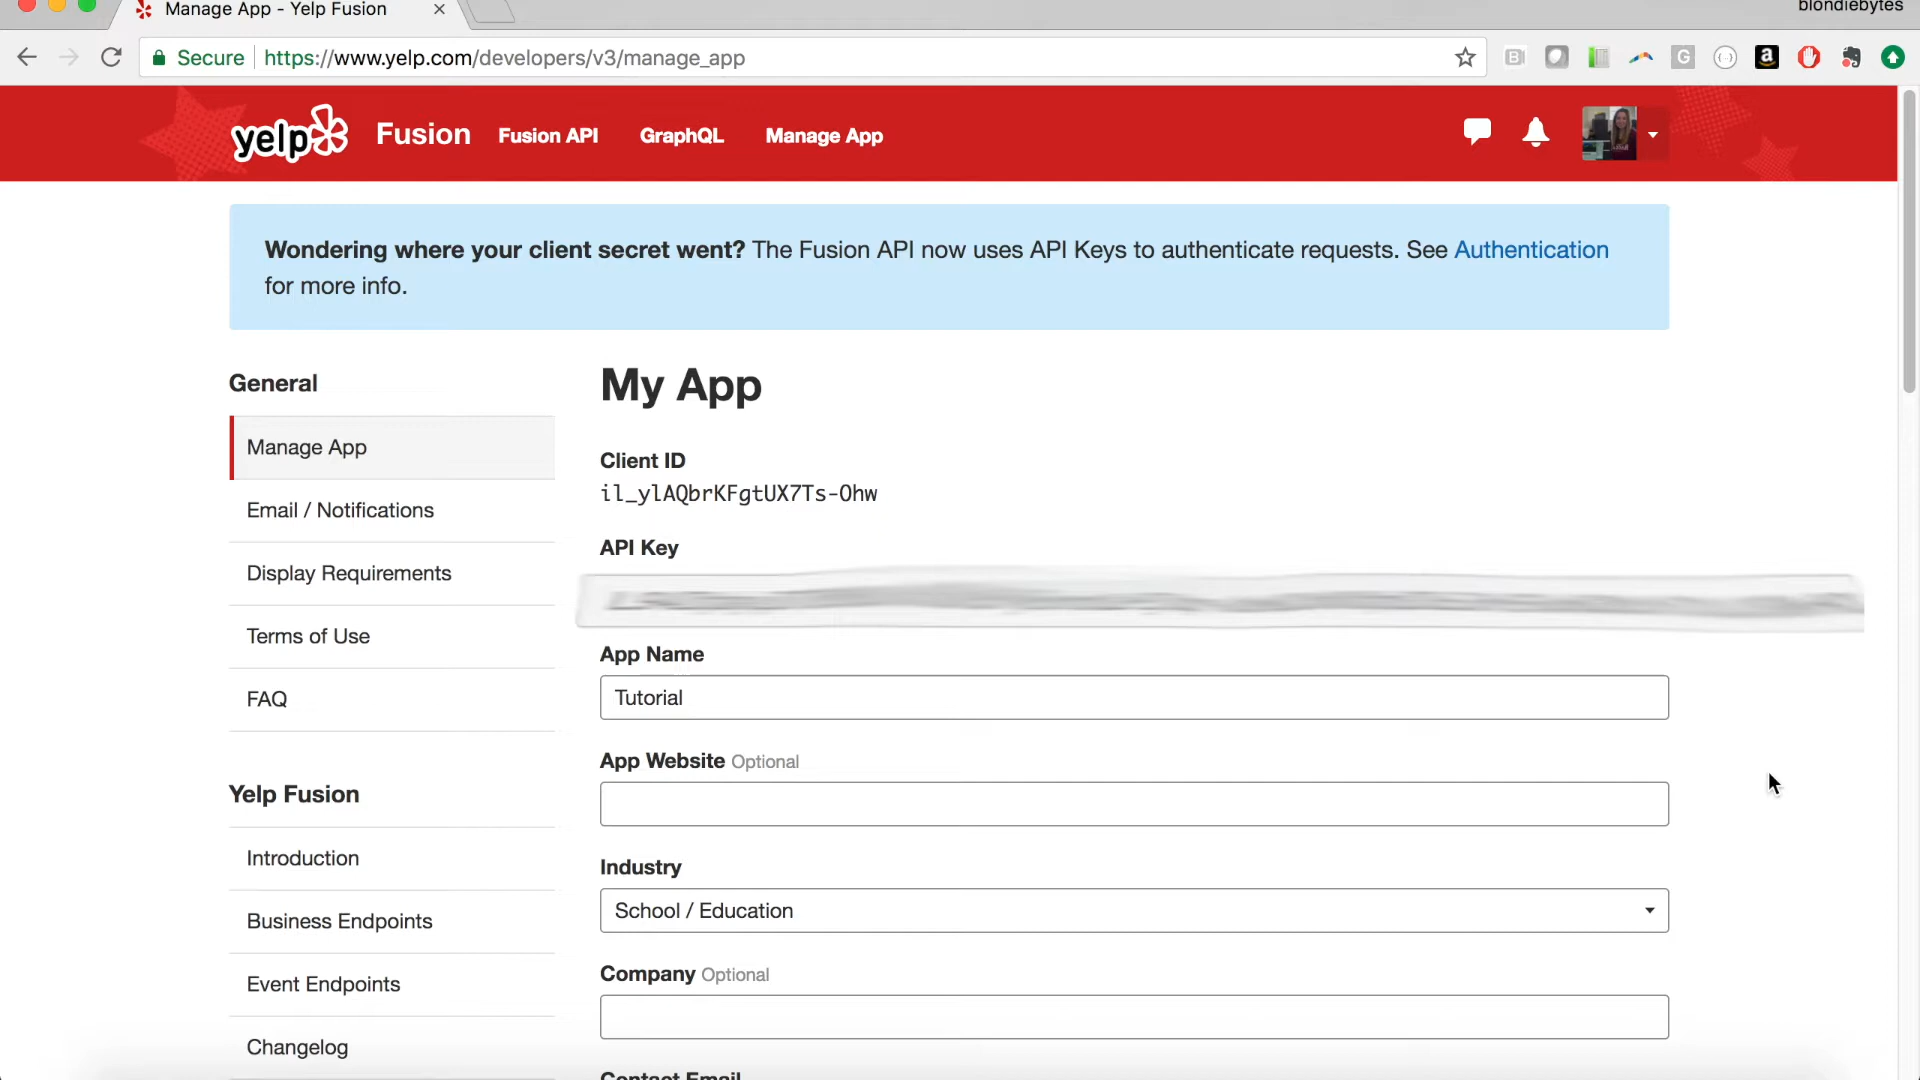 Manage App - Yelp Fusion
blondiebytes
Secure https://www.yelp.com/developers/v3/manage_app
yelp Fusion Fusion API GraphQL Manage App
Wondering where your client secret went? The Fusion API now uses API Keys to authenticate requests. See Authentication
for more info.
General
Manage App
Email / Notifications
Display Requirements
Terms of Use
FAQ
Yelp Fusion
Introduction
Business Endpoints
Event Endpoints
Changelog
My App
Client ID
il_ylAQbrKFgtUX7Ts-Ohw
API Key
App Name
Tutorial
App Website Optional
Industry
School / Education
Company Optional
Contact Email